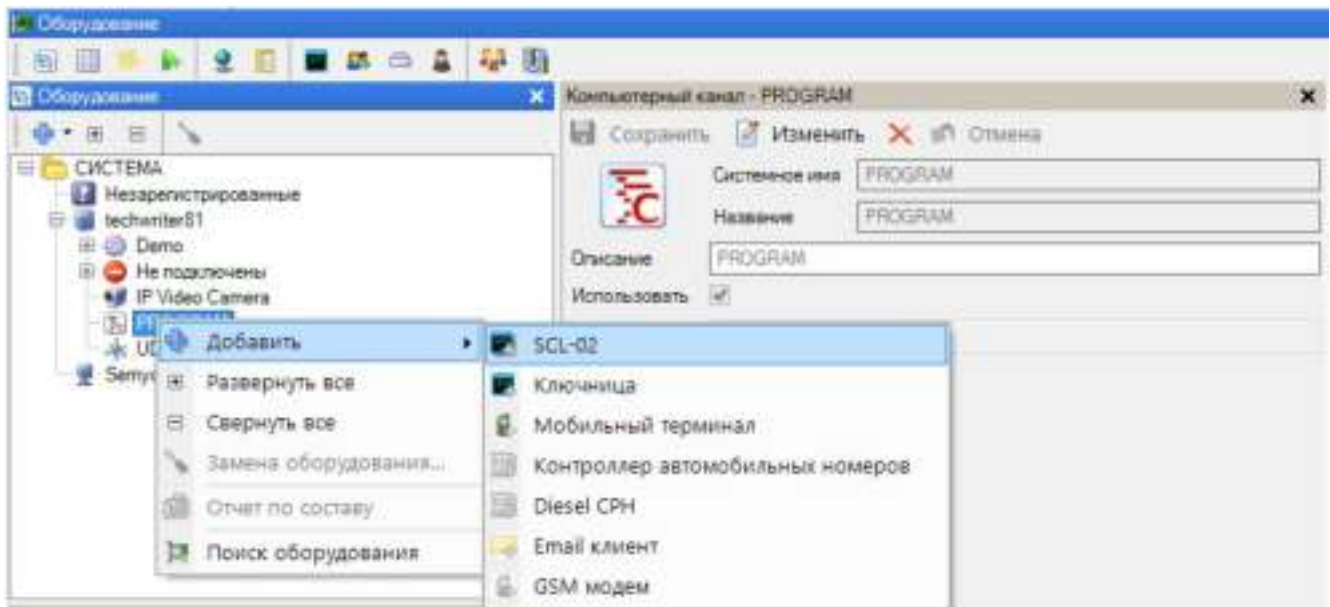 Оборудование
Оборудование
Компьютерный канал - PROGRAM
Сохранить Изменить Отмена
СИСТЕМА
Незарегистрированные
techwriter81
Demo
Не подключены
IP Video Camera
Системное имя PROGRAM
Название PROGRAM
Описание PROGRAM
Использовать
Добавить
Развернуть все
Свернуть все
Замена оборудования...
Отчет по составу
Поиск оборудования
SCL-02
Ключница
Мобильный терминал
Контроллер автомобильных номеров
Diesel CPH
Email клиент
GSM модем